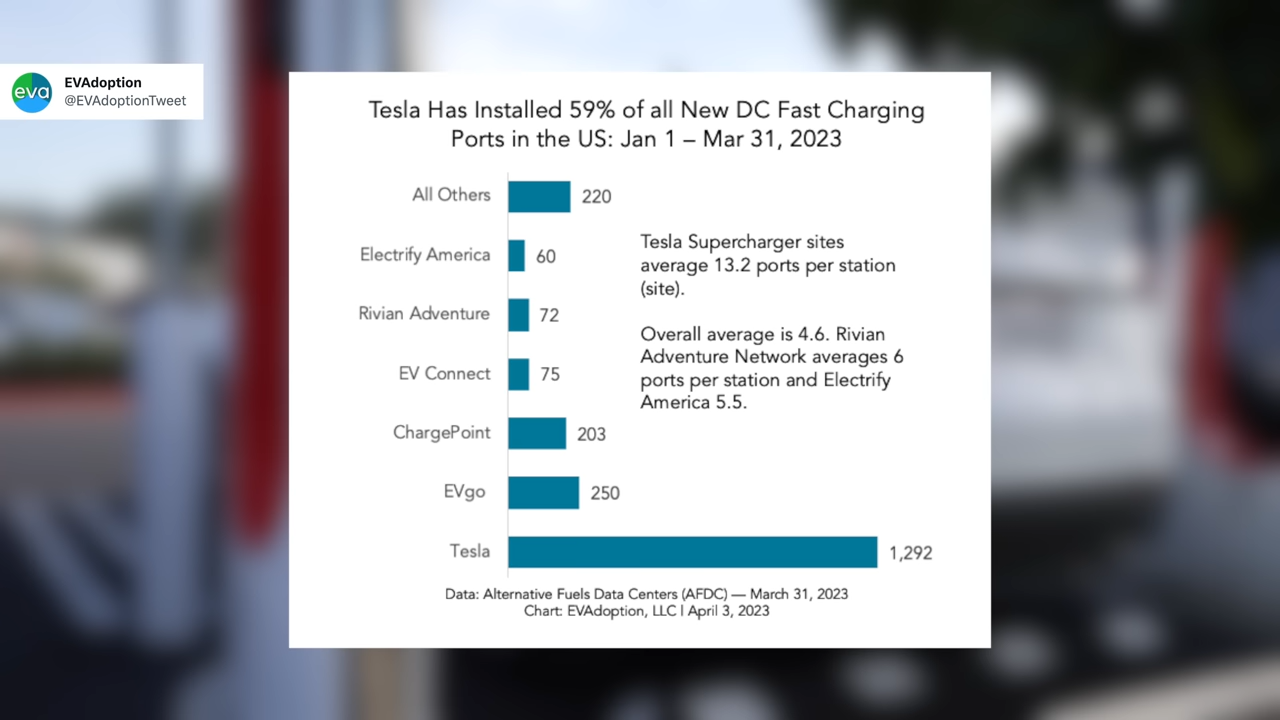 eva
EVAdoption
@EVAdoptionTweet
Tesla Has Installed 59% of all New DC Fast Charging
Ports in the US: Jan 1 – Mar 31, 2023
All Others 220
Electrify America 60
Rivian Adventure 72
EV Connect 75
ChargePoint 203
EVgo 250
Tesla 1,292
Tesla Supercharger sites
average 13.2 ports per station
(site).
Overall average is 4.6. Rivian
Adventure Network averages 6
ports per station and Electrify
America 5.5.
Data: Alternative Fuels Data Centers (AFDC) — March 31, 2023
Chart: EVAdoption, LLC | April 3, 2023